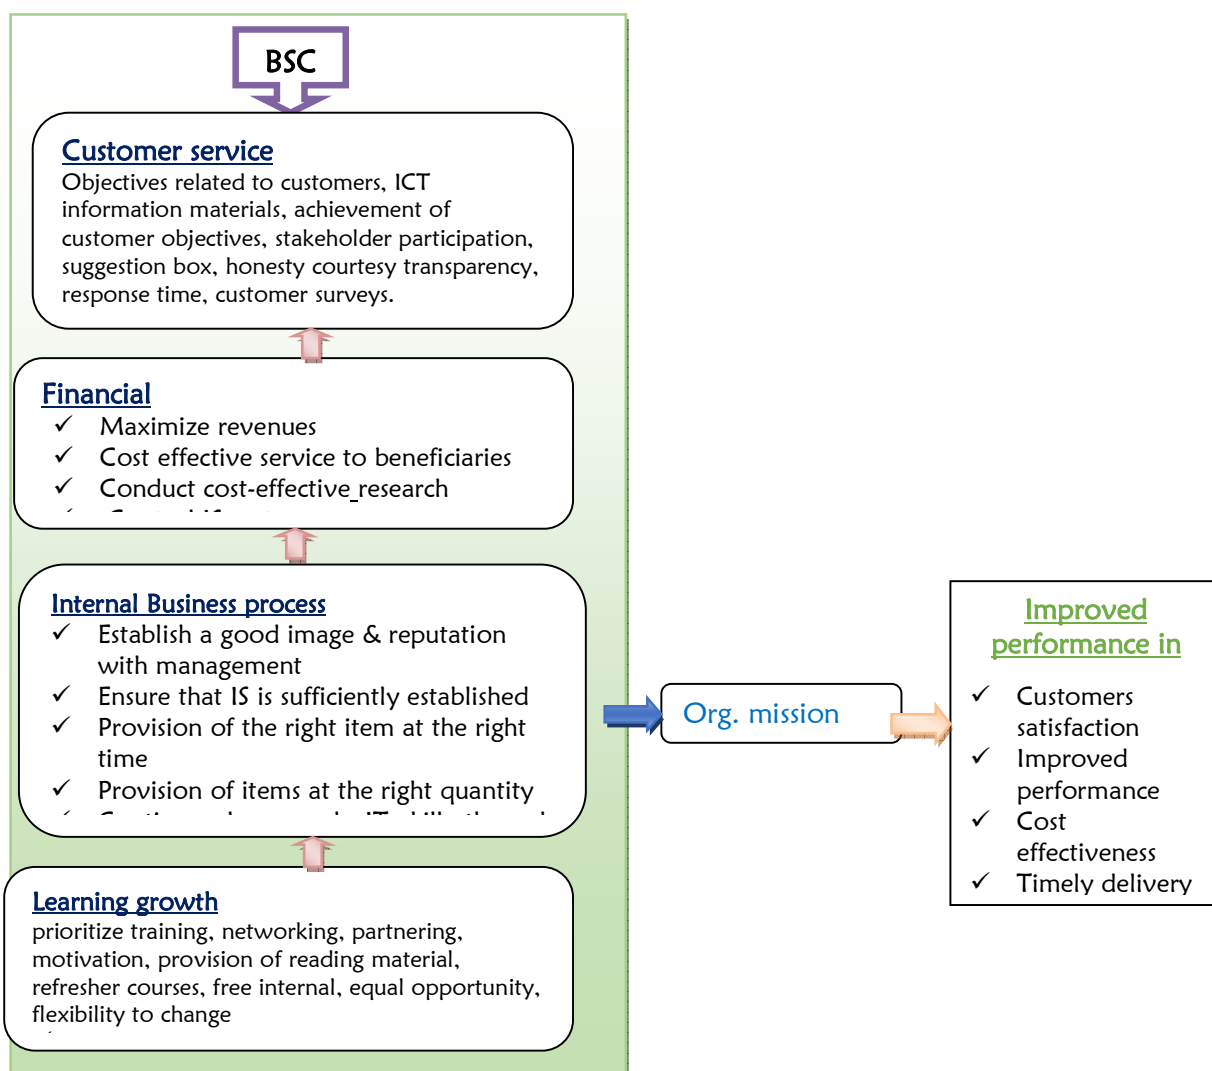 BSC
Customer service
Objectives related to customers, ICT
information materials, achievement of
customer objectives, stakeholder participation,
suggestion box, honesty courtesy transparency,
response time, customer surveys.
Financial
✓ Maximize revenues
✓ Cost effective service to beneficiaries
✓ Conduct cost-effective research
Internal Business process
✓ Establish a good image & reputation
with management
✓ Ensure that IS is sufficiently established
✓ Provision of the right item at the right
time
✓ Provision of items at the right quantity
Learning growth
prioritize training, networking, partnering,
motivation, provision of reading material,
refresher courses, free internal, equal opportunity,
flexibility to change
Org. mission
Improved
performance in
✓ Customers
satisfaction
✓ Improved
performance
✓ Cost
effectiveness
✓ Timely delivery